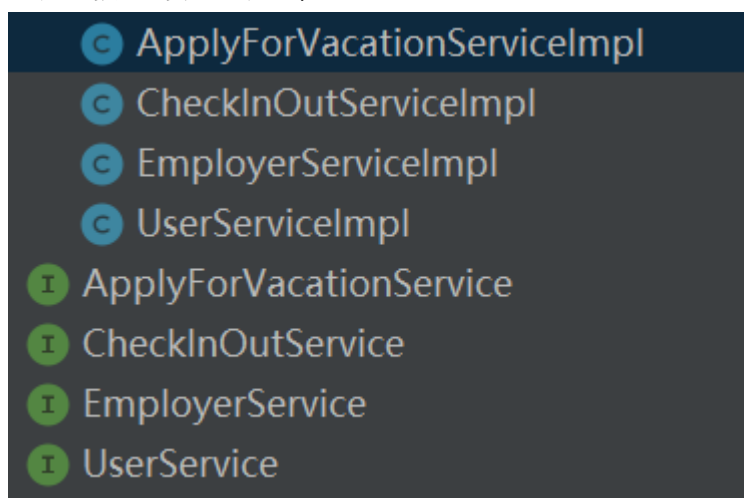 ApplyForVacationServiceImpl
CheckInOutServiceImpl
EmployerServiceImpl
UserServiceImpl
ApplyForVacationService
CheckInOutService
EmployerService
UserService